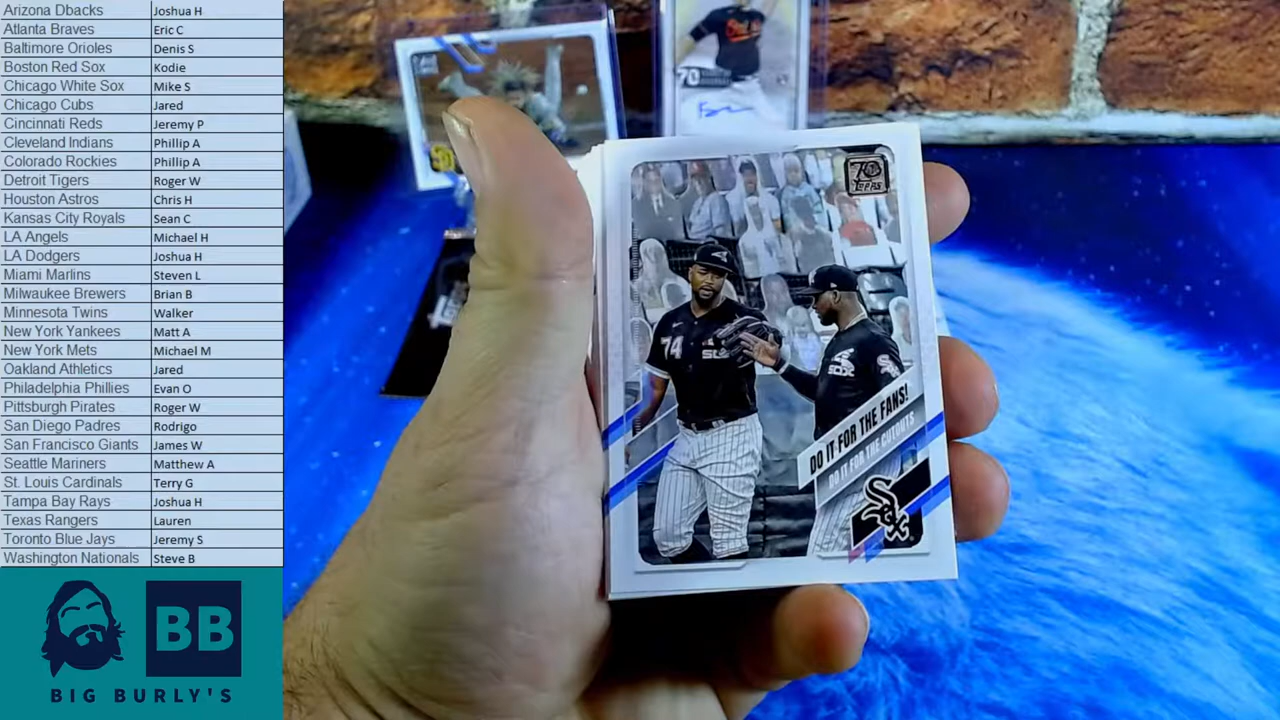 Arizona Dbacks Joshua H
Atlanta Braves Eric C
Baltimore Orioles Denis S
Boston Red Sox Kodie
Chicago White Sox Mike S
Chicago Cubs Jared
Cincinnati Reds Jeremy P
Cleveland Indians Phillip A
Colorado Rockies Phillip A
Detroit Tigers Roger W
Houston Astros Chris H
Kansas City Royals Sean C
LA Angels Michael H
LA Dodgers Joshua H
Miami Marlins Steven L
Milwaukee Brewers Brian B
Minnesota Twins Walker
New York Yankees Matt A
New York Mets Michael M
Oakland Athletics Jared
Philadelphia Phillies Evan O
Pittsburgh Pirates Roger W
San Diego Padres Rodrigo
San Francisco Giants James W
Seattle Mariners Matthew A
St. Louis Cardinals Terry G
Tampa Bay Rays Joshua H
Texas Rangers Lauren
Toronto Blue Jays Jeremy S
Washington Nationals Steve B
BB
BIG BURLY'S
70
70
TOPPS
74
SOX
DO IT FOR THE FANS!
DO IT FOR THE CUTOUTS
Sox